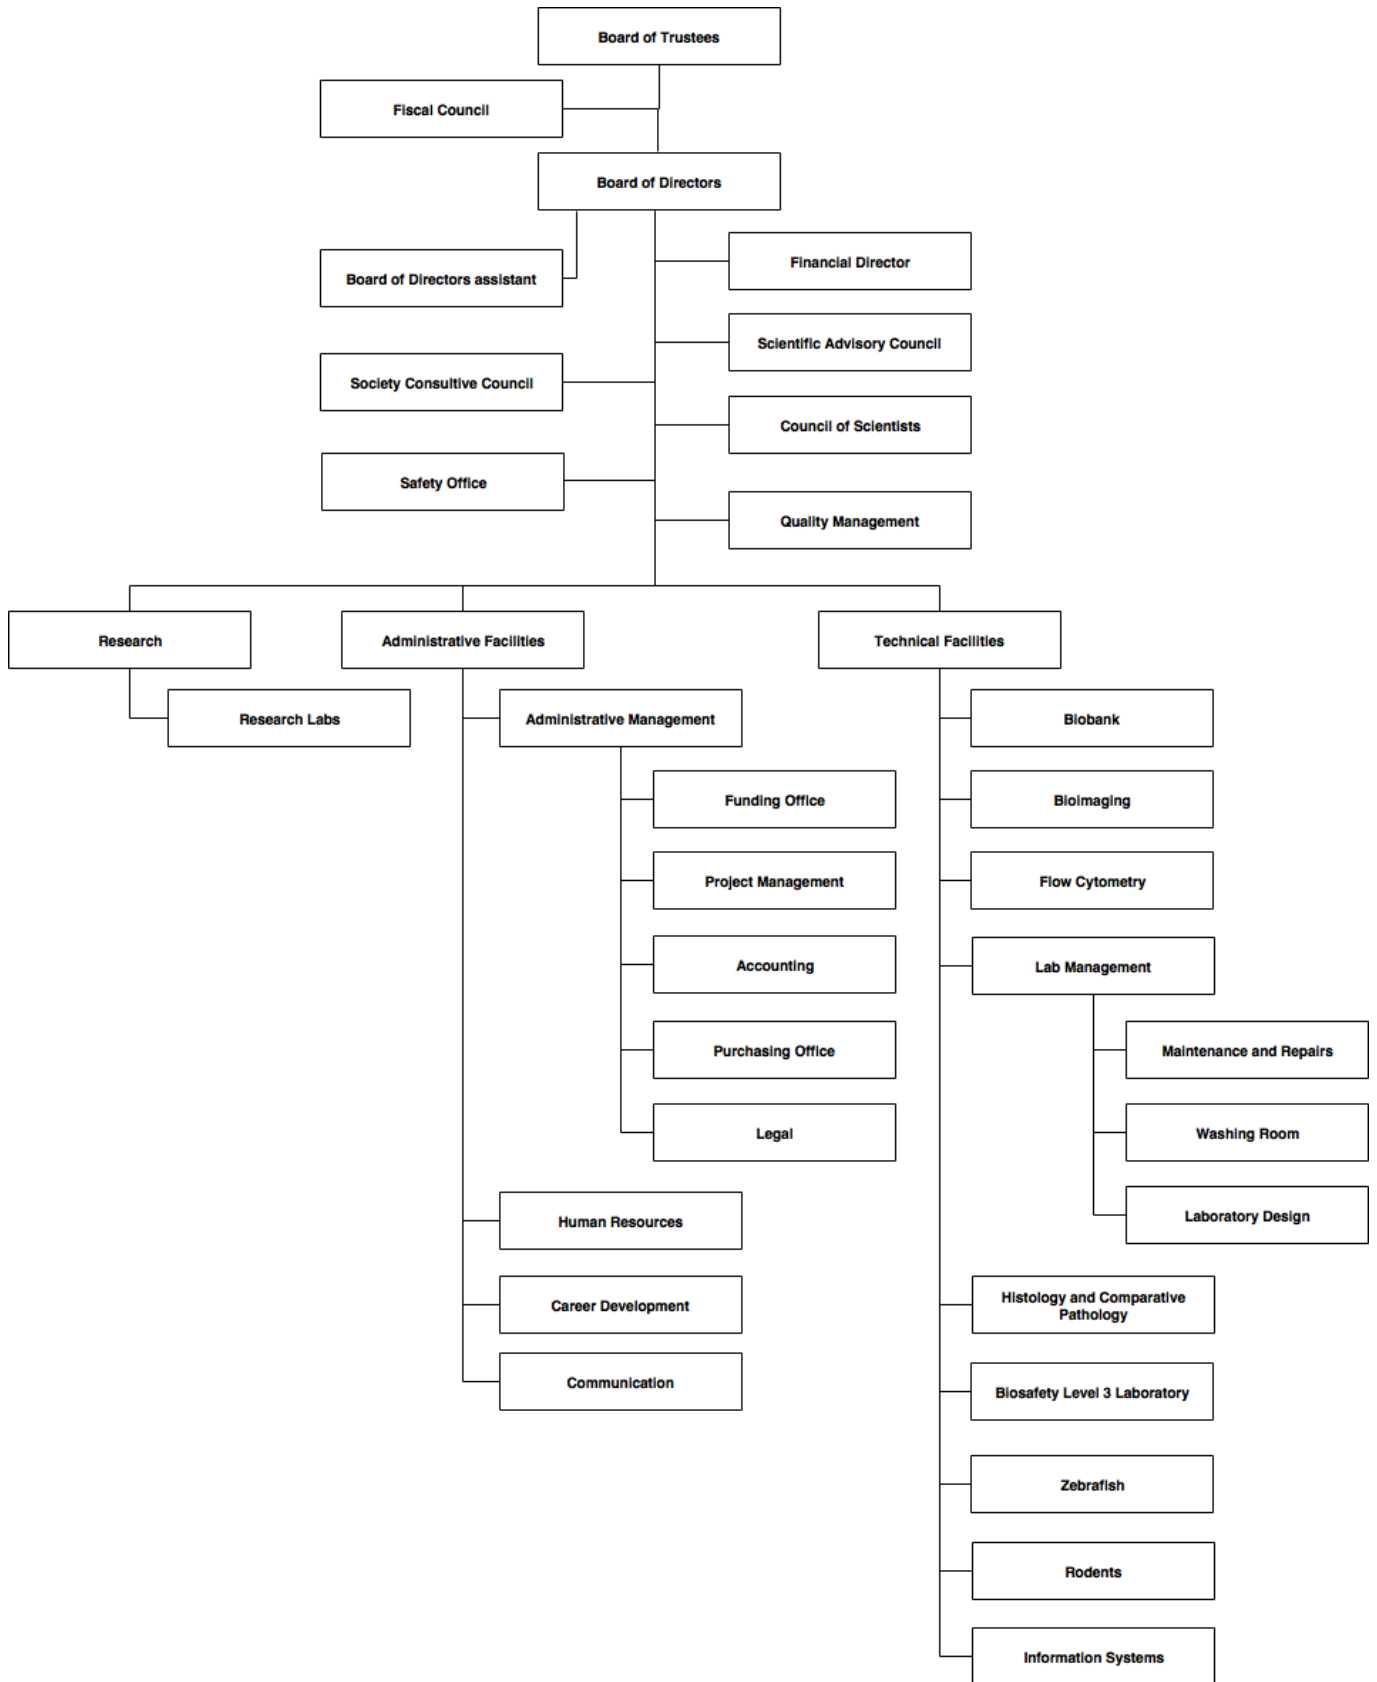 Board of Trustees
Fiscal Council
Board of Directors
Financial Director
Board of Directors assistant
Scientific Advisory Council
Society Consultive Council
Council of Scientists
Safety Office
Quality Management
Research
Administrative Facilities
Technical Facilities
Research Labs
Administrative Management
Biobank
Funding Office
Bioimaging
Project Management
Flow Cytometry
Accounting
Lab Management
Purchasing Office
Maintenance and Repairs
Legal
Washing Room
Human Resources
Laboratory Design
Career Development
Histology and Comparative
Pathology
Communication
Biosafety Level 3 Laboratory
Zebrafish
Rodents
Information Systems